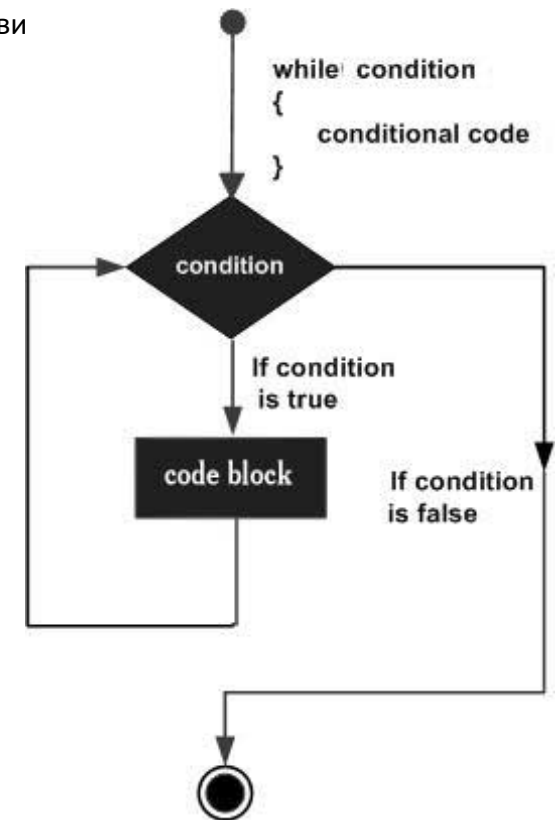 ви
while condition
{
conditional code
}
condition
If condition
is true
code block
If condition
is false